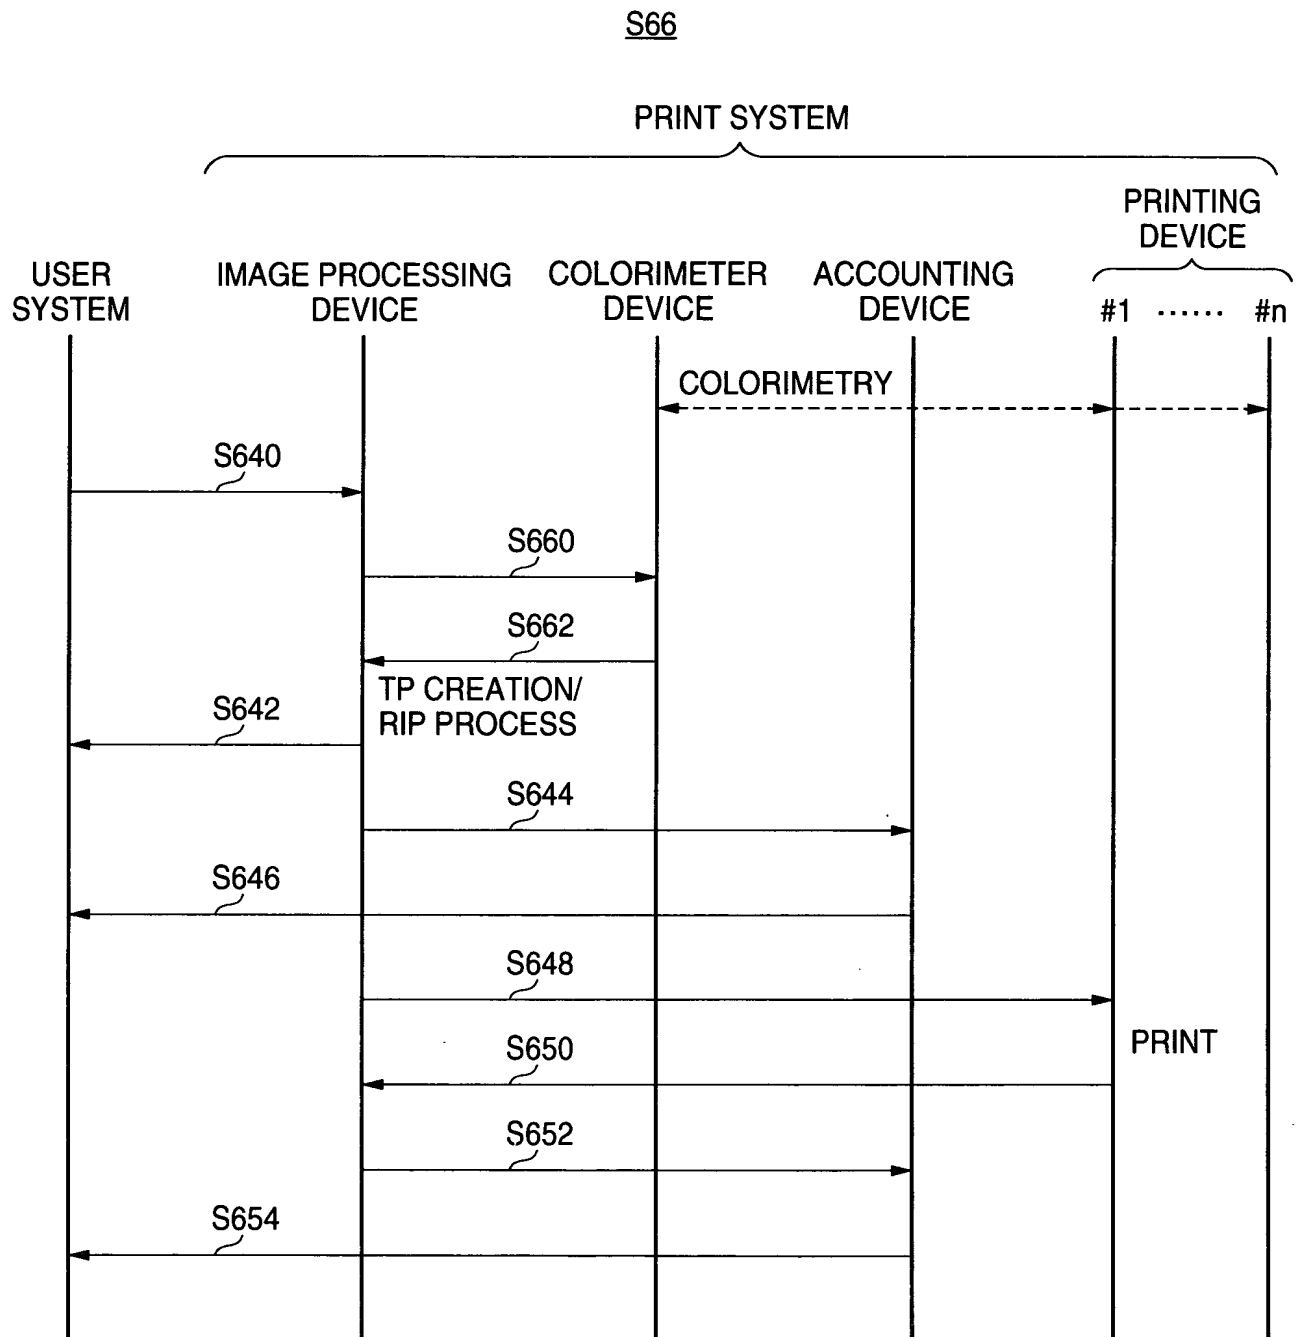 S66
PRINT SYSTEM
PRINTING
DEVICE
USER
SYSTEM
IMAGE PROCESSING
DEVICE
COLORIMETER
DEVICE
ACCOUNTING
DEVICE
#1 ...... #n
COLORIMETRY
S640
S660
S662
TP CREATION/
RIP PROCESS
S642
S644
S646
S648
PRINT
S650
S652
S654